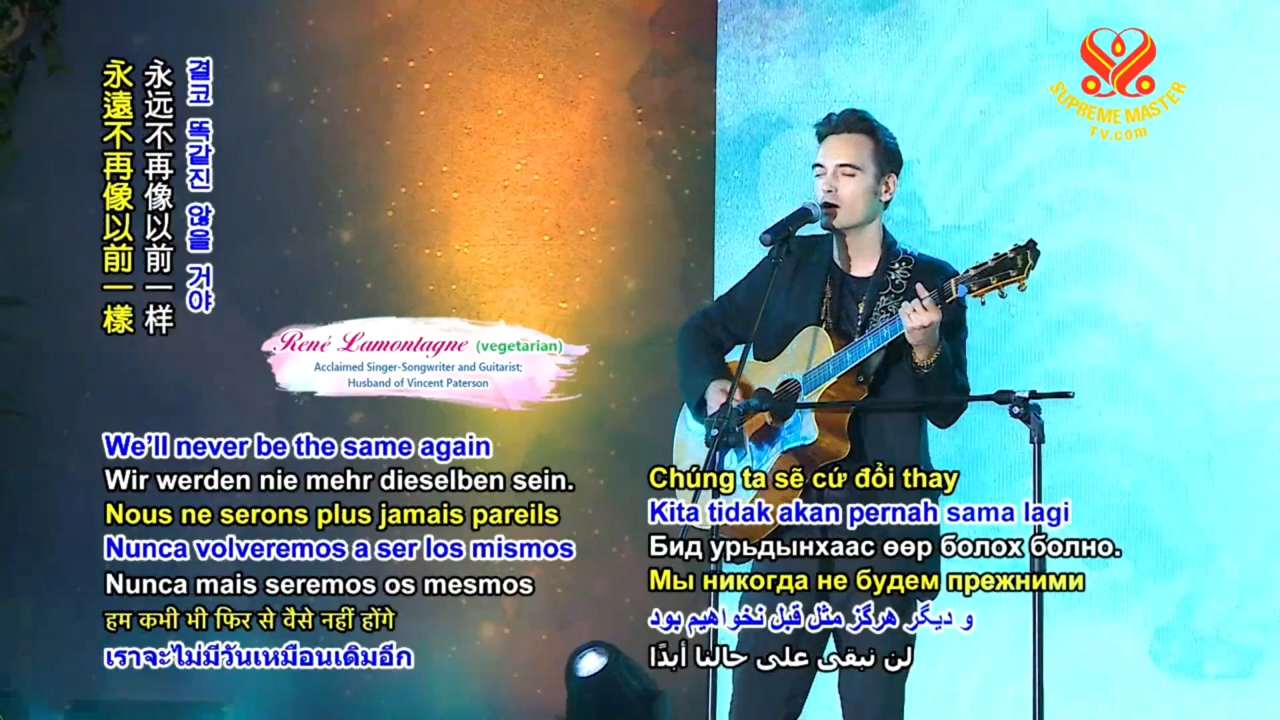 永遠不再像以前一樣
永远不再像以前一样
결코 똑같진 않을 거야
SUPREME MASTER
TV.com
René Lamontagne (vegetarian)
Acclaimed Singer-Songwriter and Guitarist;
Husband of Vincent Paterson
We'll never be the same again
Wir werden nie mehr dieselben sein.
Nous ne serons plus jamais pareils
Nunca volveremos a ser los mismos
Nunca mais seremos os mesmos
हम कभी भी फिर से वैसे नहीं होंगे
เราจะไม่มีวันเหมือนเดิมอีก
Chúng ta sẽ cứ đổi thay
Kita tidak akan pernah sama lagi
Бид урьдынхаас өөр болох болно.
Мы никогда не будем прежними
و دیگر هرگز مثل قبل نخواهیم بود
لن نبقى على حالنا أبدًا